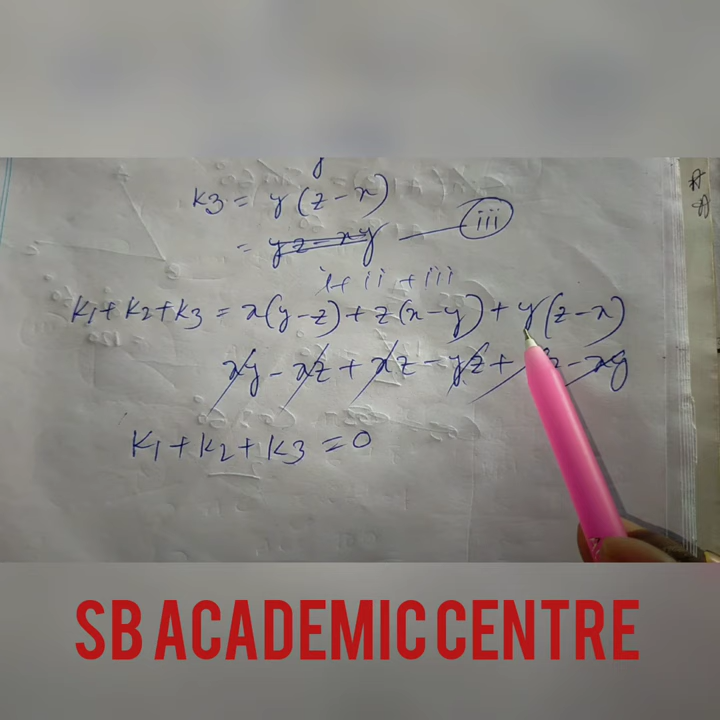 y
K3 = y(z-x)
= yz-xy
iii
i + ii + iii
K1+K2+K3 = x(y-z)+z(x-y)+y(z-x)
xy - xz + xz - yz + - xy
K1+K2+K3 = 0
SB ACADEMIC CENTRE